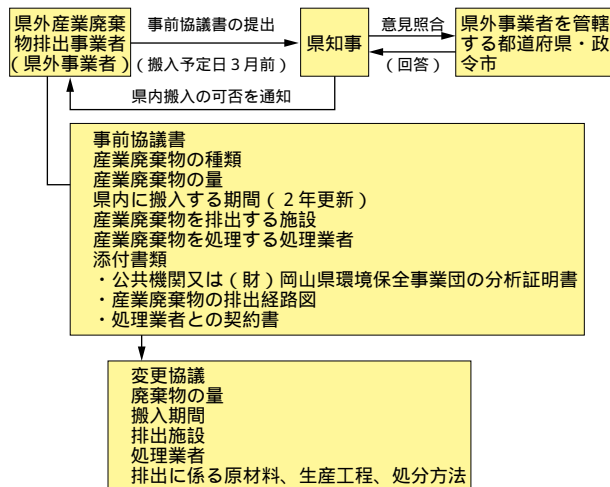 県外産業廃棄
物排出事業者
(県外事業者)
事前協議書の提出
(搬入予定日3月前)
県知事
意見照合
(回答)
県外事業者を管轄
する都道府県・政
令市
県内搬入の可否を通知
事前協議書
産業廃棄物の種類
産業廃棄物の量
県内に搬入する期間(2年更新)
産業廃棄物を排出する施設
産業廃棄物を処理する処理業者
添付書類
・公共機関又は(財)岡山県環境保全事業団の分析証明書
・産業廃棄物の排出経路図
・処理業者との契約書
変更協議
廃棄物の量
搬入期間
排出施設
処理業者
排出に係る原材料、生産工程、処分方法